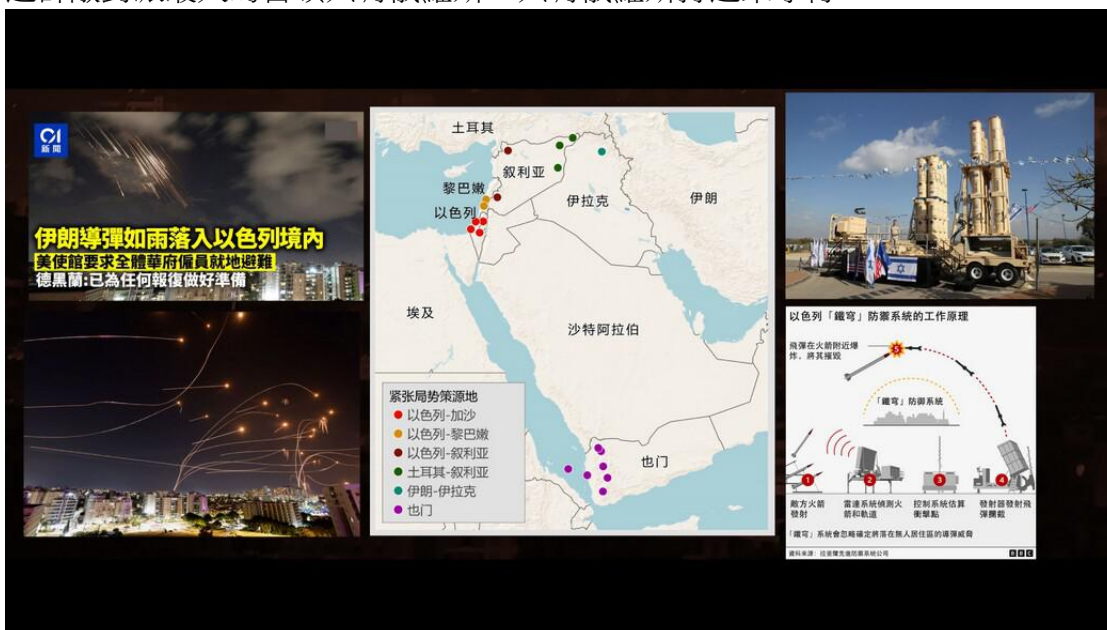 01
新聞
伊朗導彈如雨落入以色列境內
美使館要求全體華府僱員就地避難
德黑蘭:已為任何報復做好準備
土耳其
叙利亚
黎巴嫩
以色列
伊拉克
伊朗
埃及
沙特阿拉伯
也门
紧张局势策源地
以色列-加沙
以色列-黎巴嫩
以色列-叙利亚
土耳其-叙利亚
伊朗-伊拉克
也门
以色列「鐵穹」防禦系統的工作原理
飛彈在火箭附近爆
炸,將其摧毀
5
「鐵穹」防御系統
1
2
3
4
敵方火箭
發射
雷達系統偵測火
箭和軌道
控制系統估算
衝擊點
發射器發射飛
彈攔截
「鐵穹」系統會忽略確定將落在無人居住區的導彈威脅
資料來源:拉斐爾先進防禦系統公司
BBC